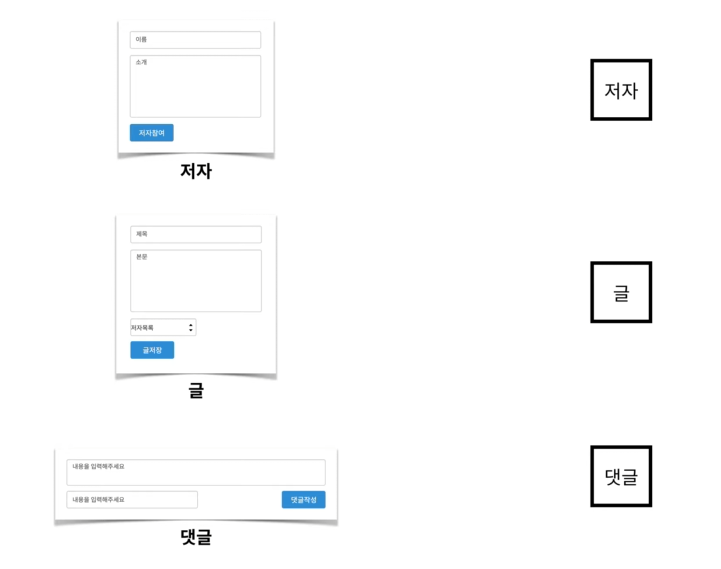 이름
소개
저자참여
저자
저자
제목
본문
저자목록
글저장
글
글
내용을 입력해주세요
내용을 입력해주세요
댓글작성
댓글
댓글